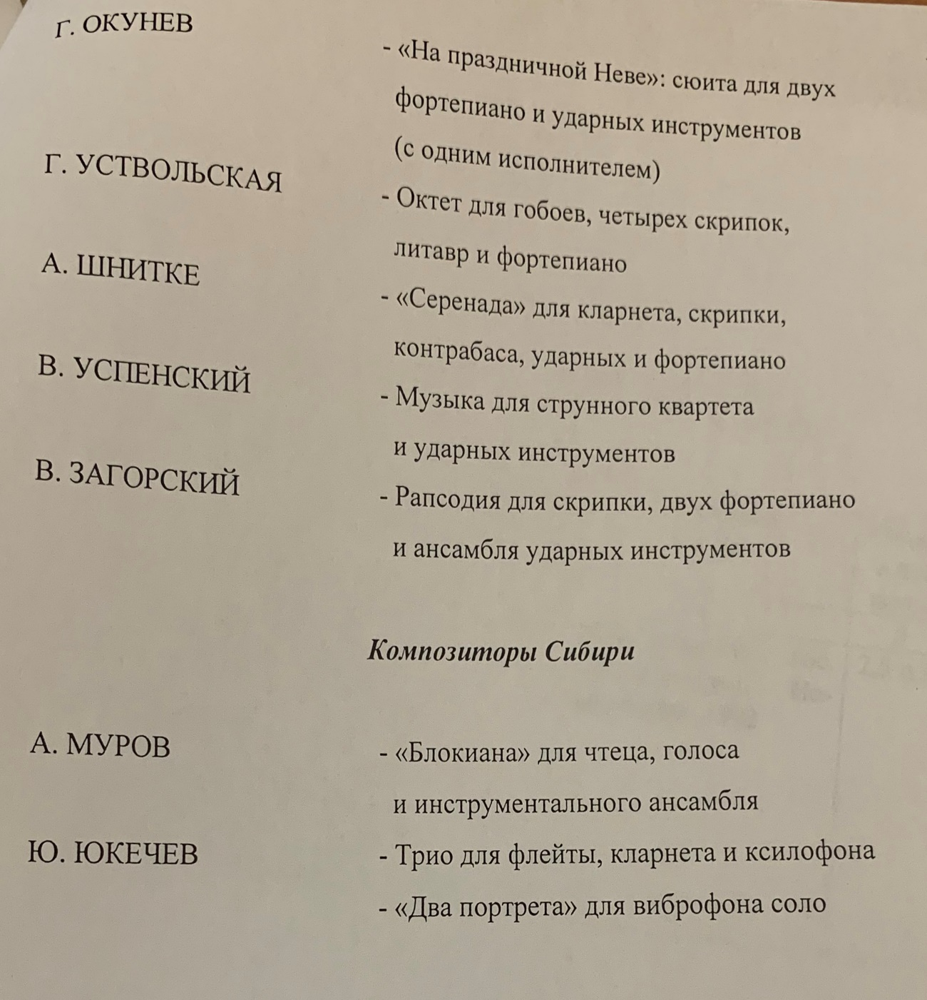 Г. ОКУНЕВ
- «На праздничной Неве»: сюита для двух
фортепиано и ударных инструментов
(с одним исполнителем)
Г. УСТВОЛЬСКАЯ
- Октет для гобоев, четырех скрипок,
литавр и фортепиано
А. ШНИТКЕ
- «Серенада» для кларнета, скрипки,
контрабаса, ударных и фортепиано
В. УСПЕНСКИЙ
- Музыка для струнного квартета
и ударных инструментов
В. ЗАГОРСКИЙ
- Рапсодия для скрипки, двух фортепиано
и ансамбля ударных инструментов
Композиторы Сибири
А. МУРОВ
- «Блокиана» для чтеца, голоса
и инструментального ансамбля
Ю. ЮКЕЧЕВ
- Трио для флейты, кларнета и ксилофона
- «Два портрета» для виброфона соло